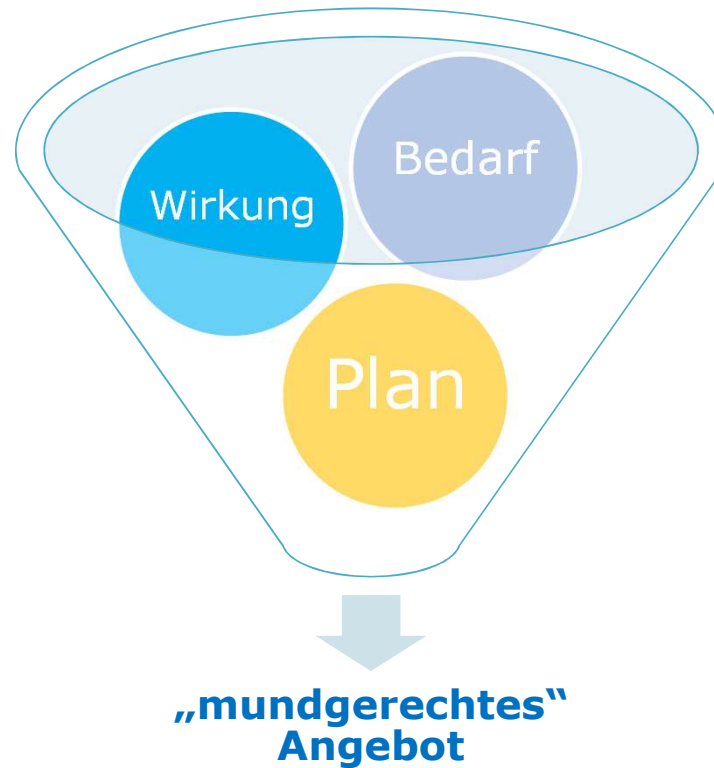 Bedarf
Wirkung
Plan
„mundgerechtes“
Angebot